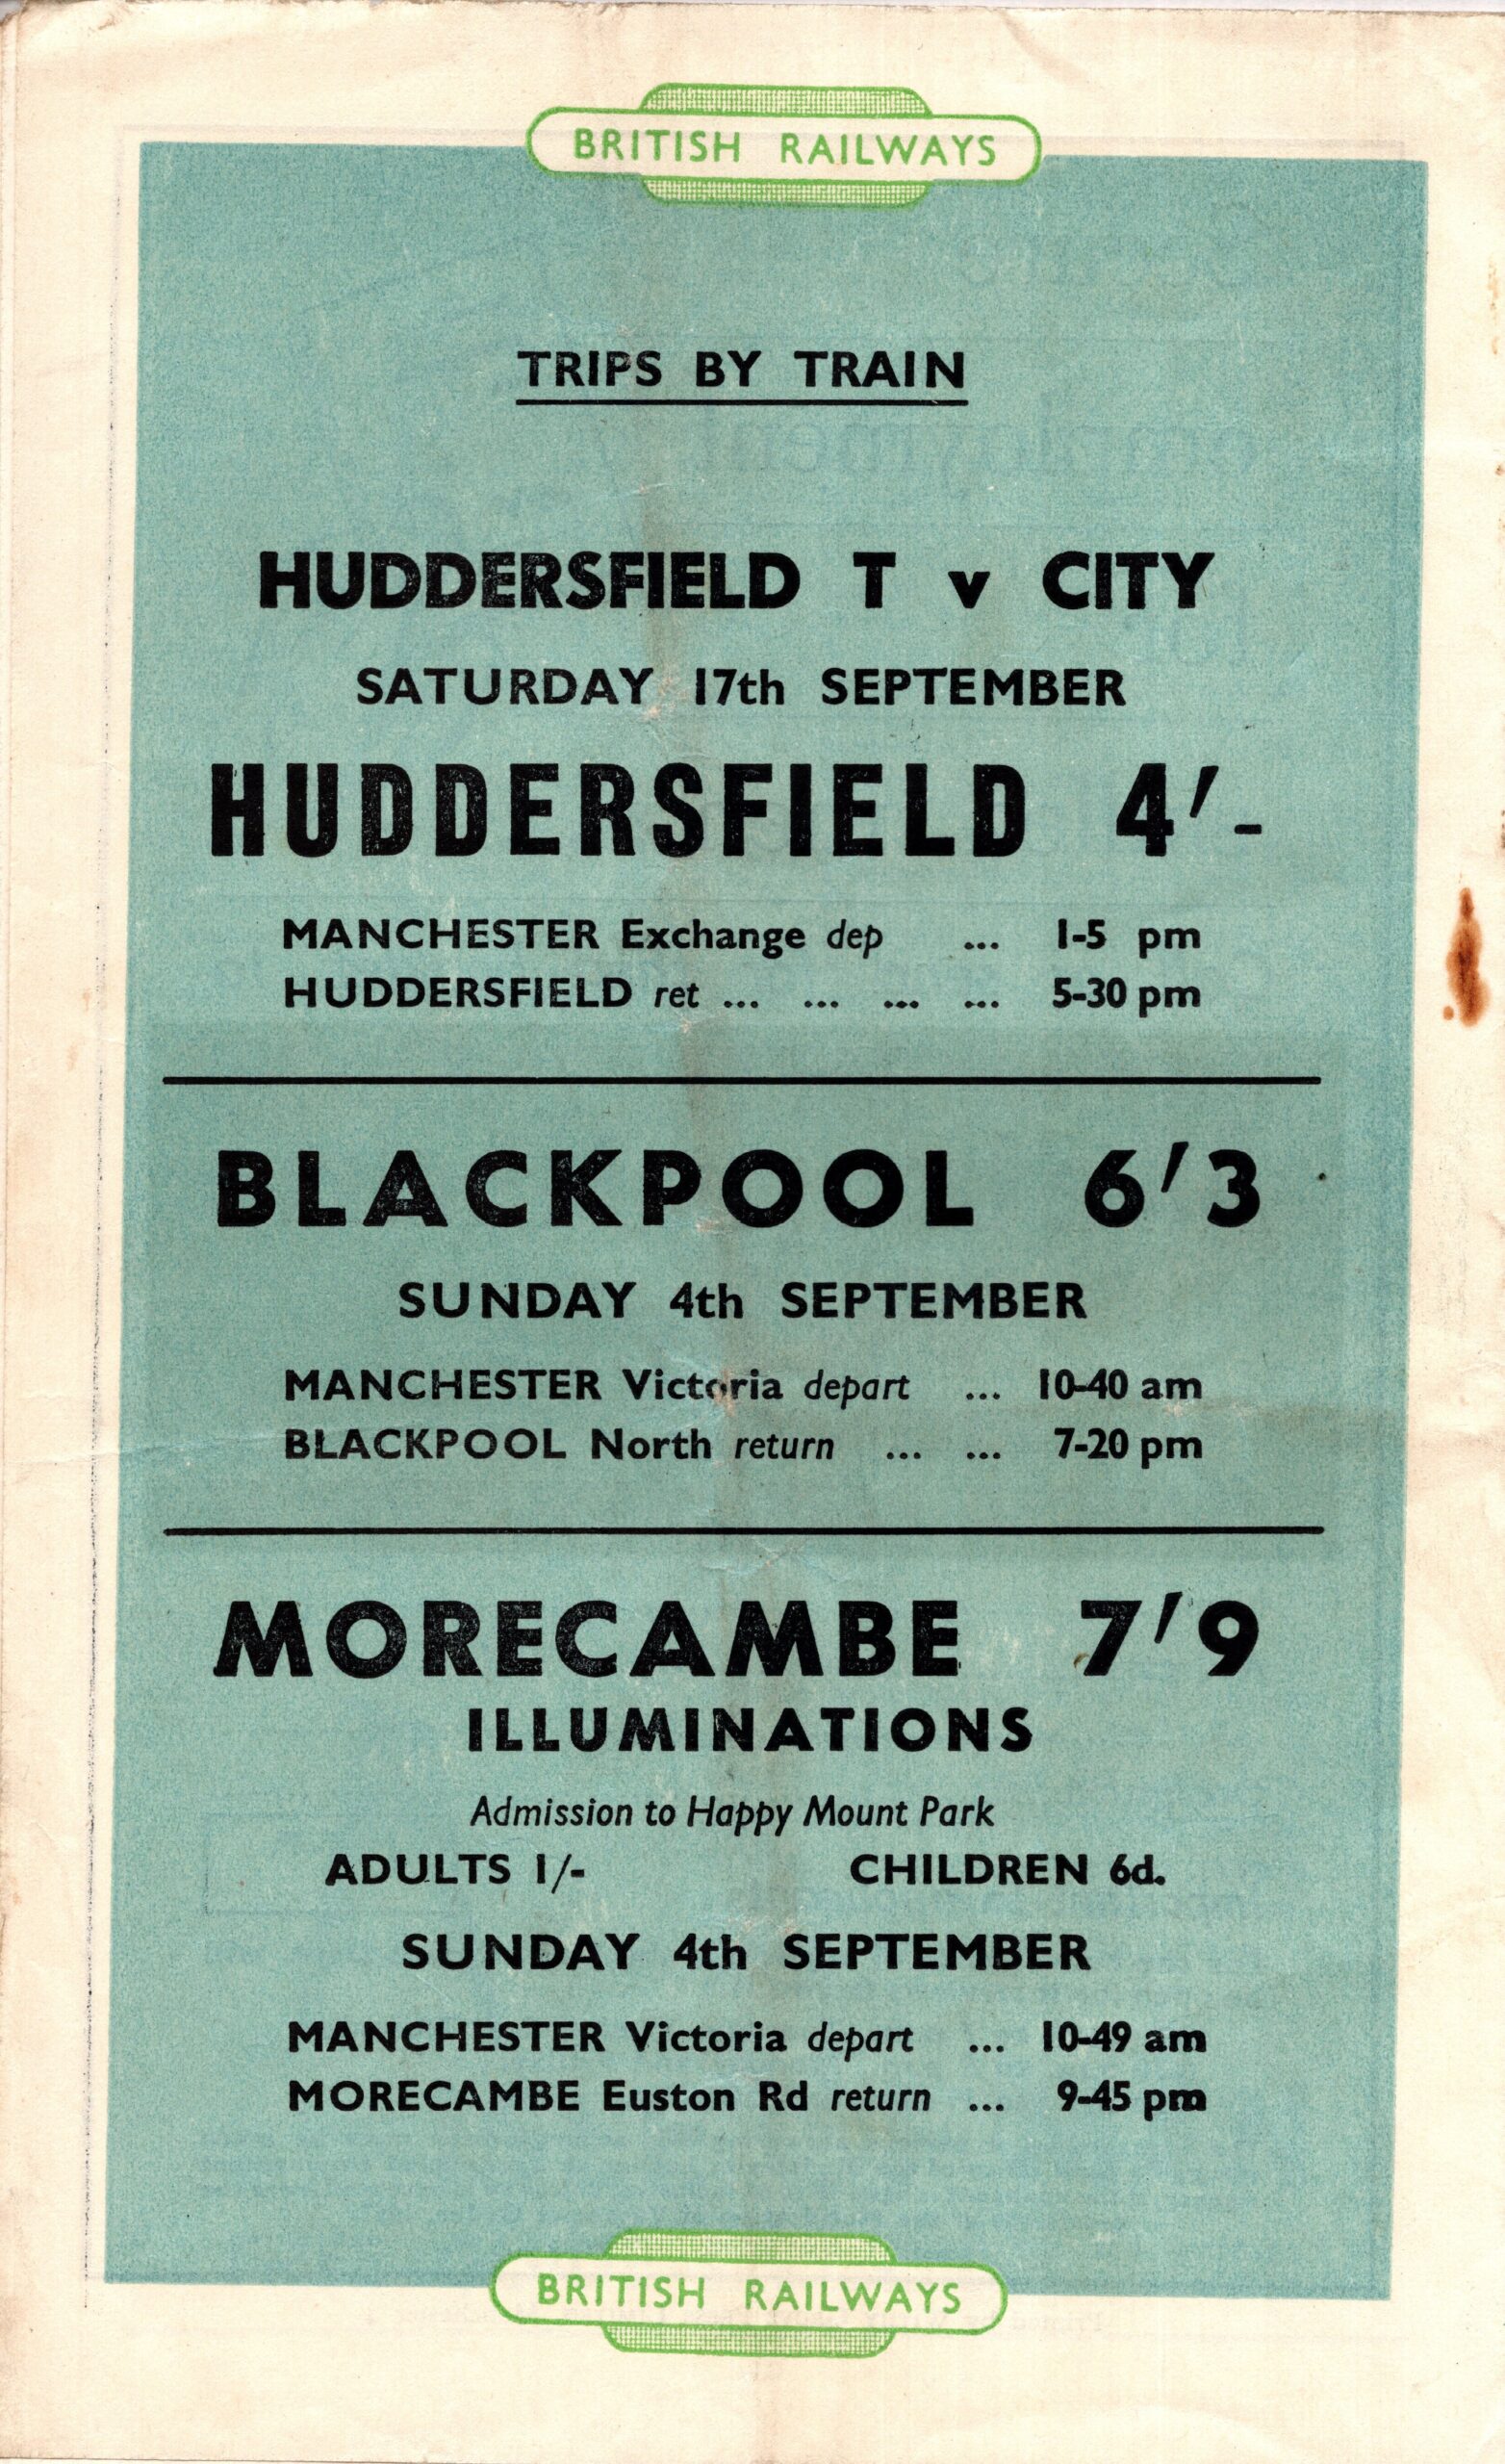 BRITISH RAILWAYS
TRIPS BY TRAIN
HUDDERSFIELD T v CITY
SATURDAY 17th SEPTEMBER
HUDDERSFIELD 4'-
MANCHESTER Exchange dep ... 1-5 pm
HUDDERSFIELD ret ... ... ... ... 5-30 pm
BLACKPOOL 6'3
SUNDAY 4th SEPTEMBER
MANCHESTER Victoria depart ... 10-40 am
BLACKPOOL North return ... ... 7-20 pm
MORECAMBE 7'9
ILLUMINATIONS
Admission to Happy Mount Park
ADULTS 1/- CHILDREN 6d.
SUNDAY 4th SEPTEMBER
MANCHESTER Victoria depart ... 10-49 am
MORECAMBE Euston Rd return ... 9-45 pm
BRITISH RAILWAYS